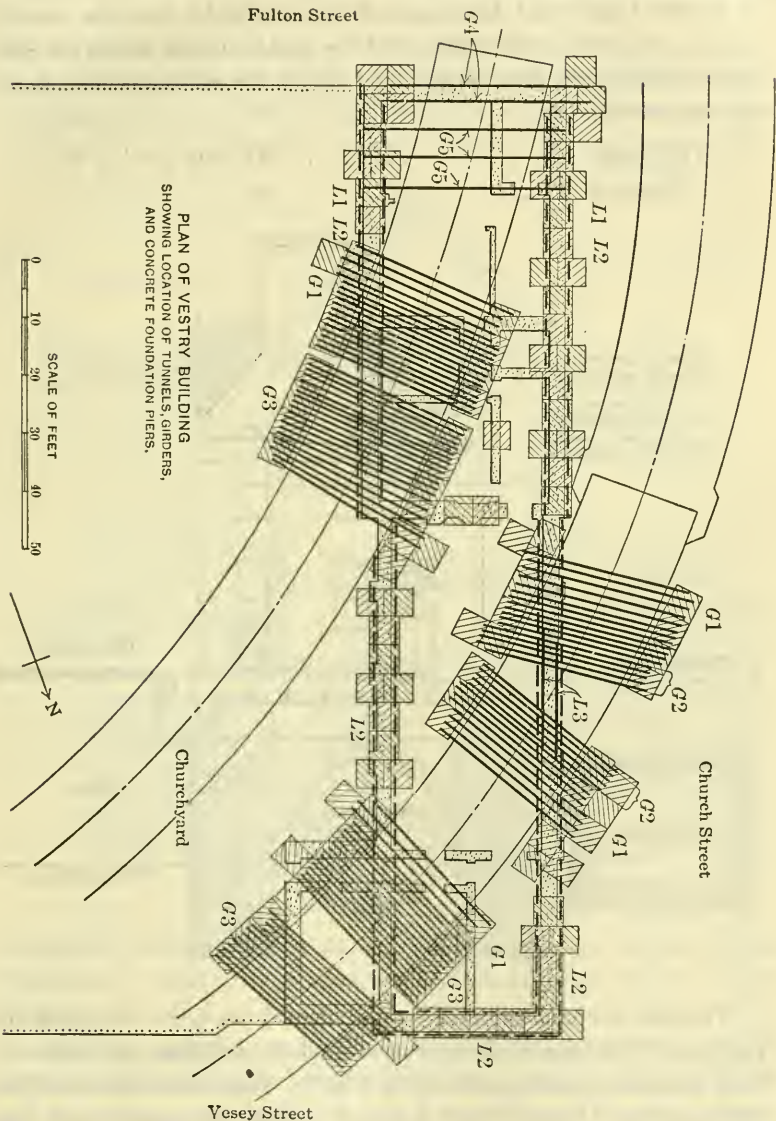 Fulton Street
G4
G5
G5
L1 L2
L1 L2
G1
G3
PLAN OF VESTRY BUILDING
SHOWING LOCATION OF TUNNELS, GIRDERS,
AND CONCRETE FOUNDATION PIERS.
0 10 20 30 40 50
SCALE OF FEET
N
G1
G2
L3
Church Street
G2
G1
L2
Churchyard
G1
G3
L2
G3
L2
Vesey Street